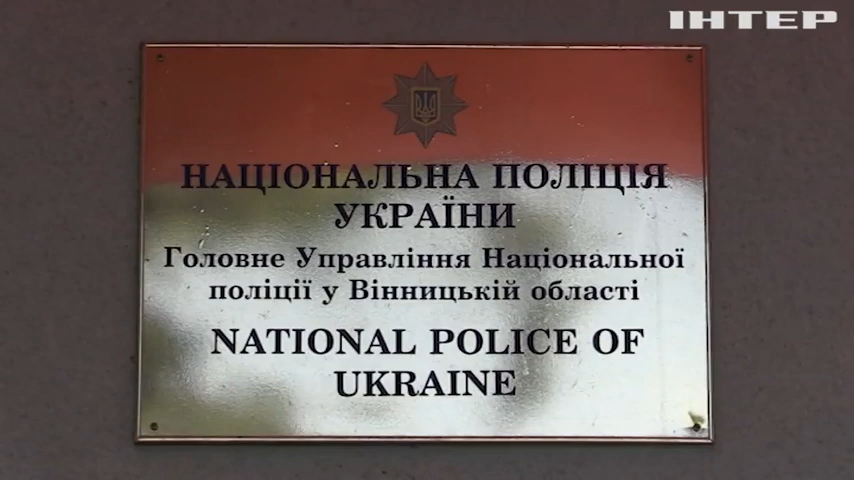 ІНТЕР
НАЦІОНАЛЬНА ПОЛІЦІЯ
УКРАЇНИ
Головне Управління Національної
поліції у Вінницькій області
NATIONAL POLICE OF
UKRAINE